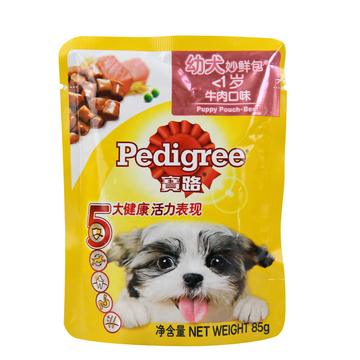 幼犬妙鲜包
<1岁
牛肉口味
Puppy Pouch-Beef
Pedigree
寶路
5大健康 活力表现
净含量 NET WEIGHT 85g